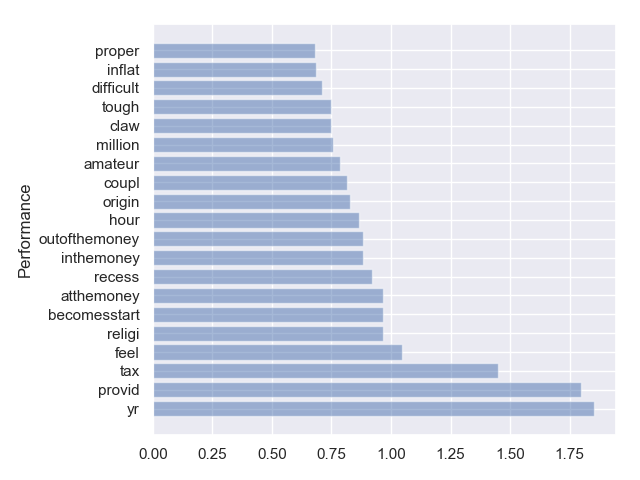 proper
inflat
difficult
tough
claw
million
amateur
coupl
origin
hour
outofthemoney
inthemoney
recess
atthemoney
becomesstart
religi
feel
tax
provid
yr
Performance
0.00 0.25 0.50 0.75 1.00 1.25 1.50 1.75